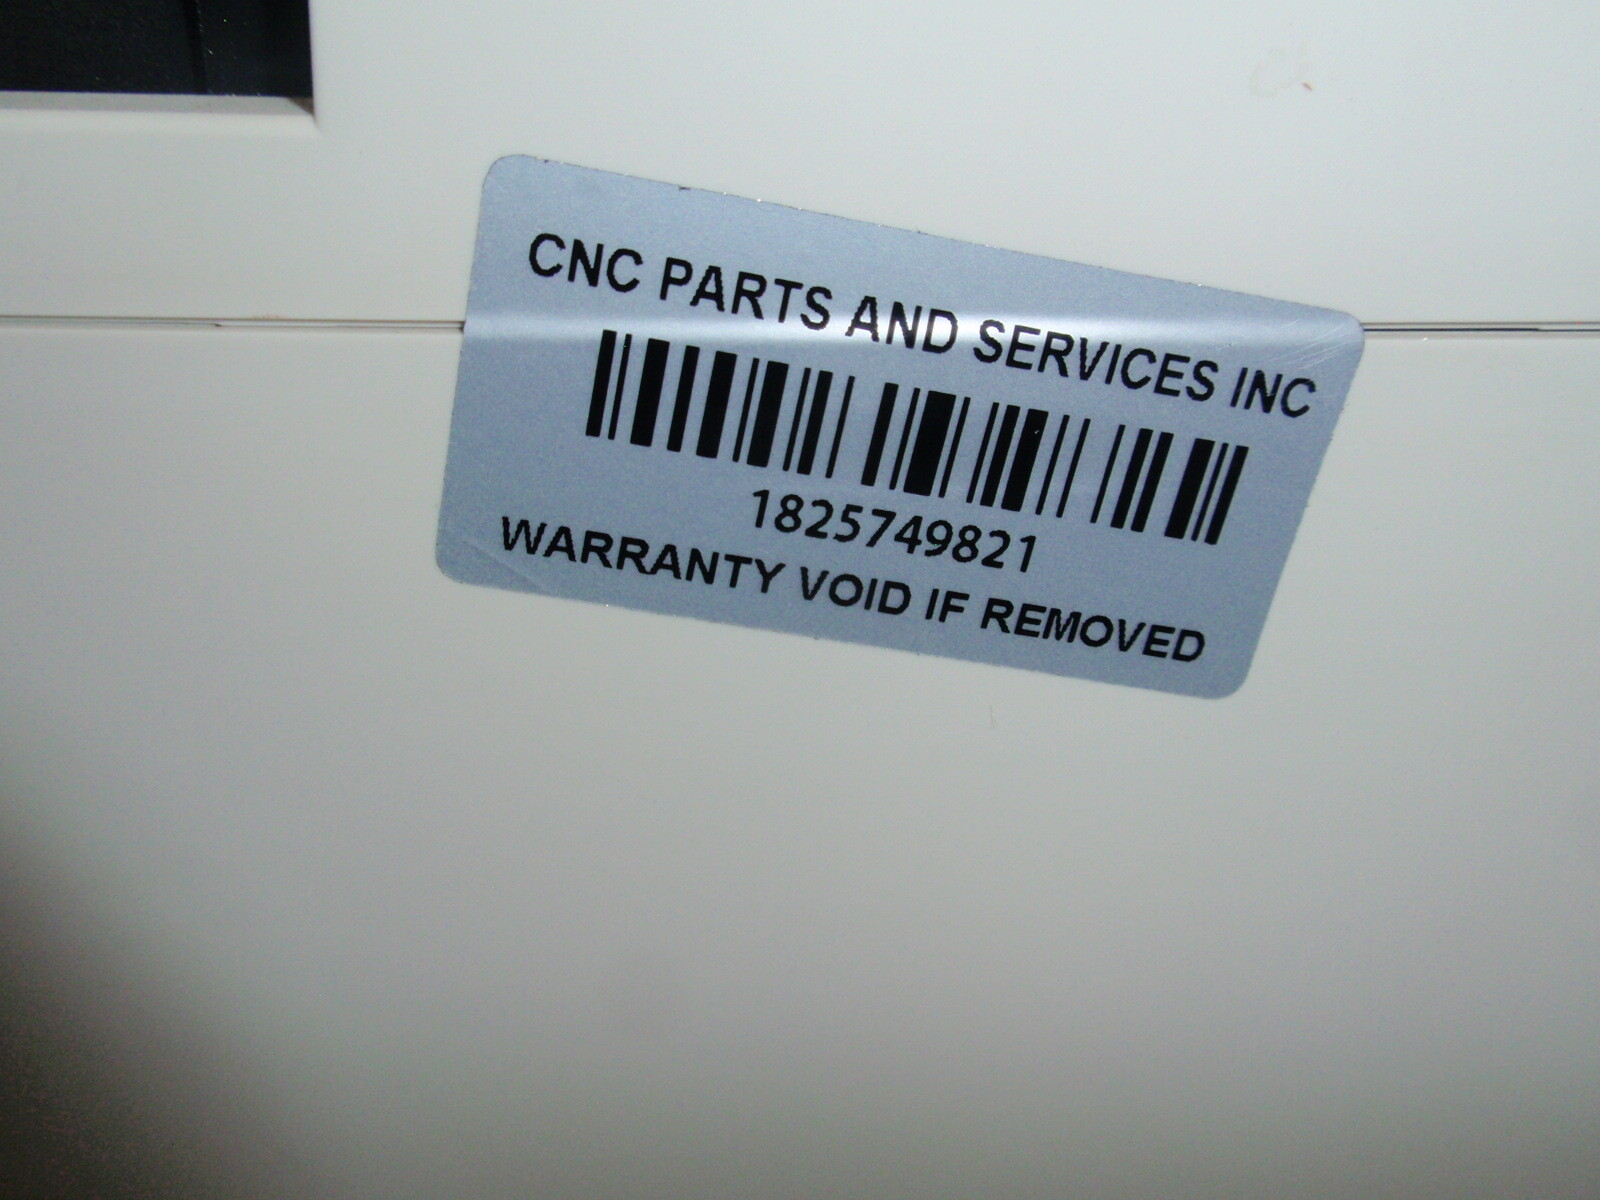 CNC PARTS AND SERVICES INC
1825749821
WARRANTY VOID IF REMOVED